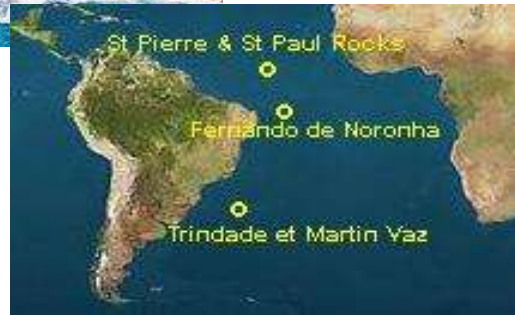 St Pierre & St Paul Rocks
Fernando de Noronha
Trindade et Martin Vaz